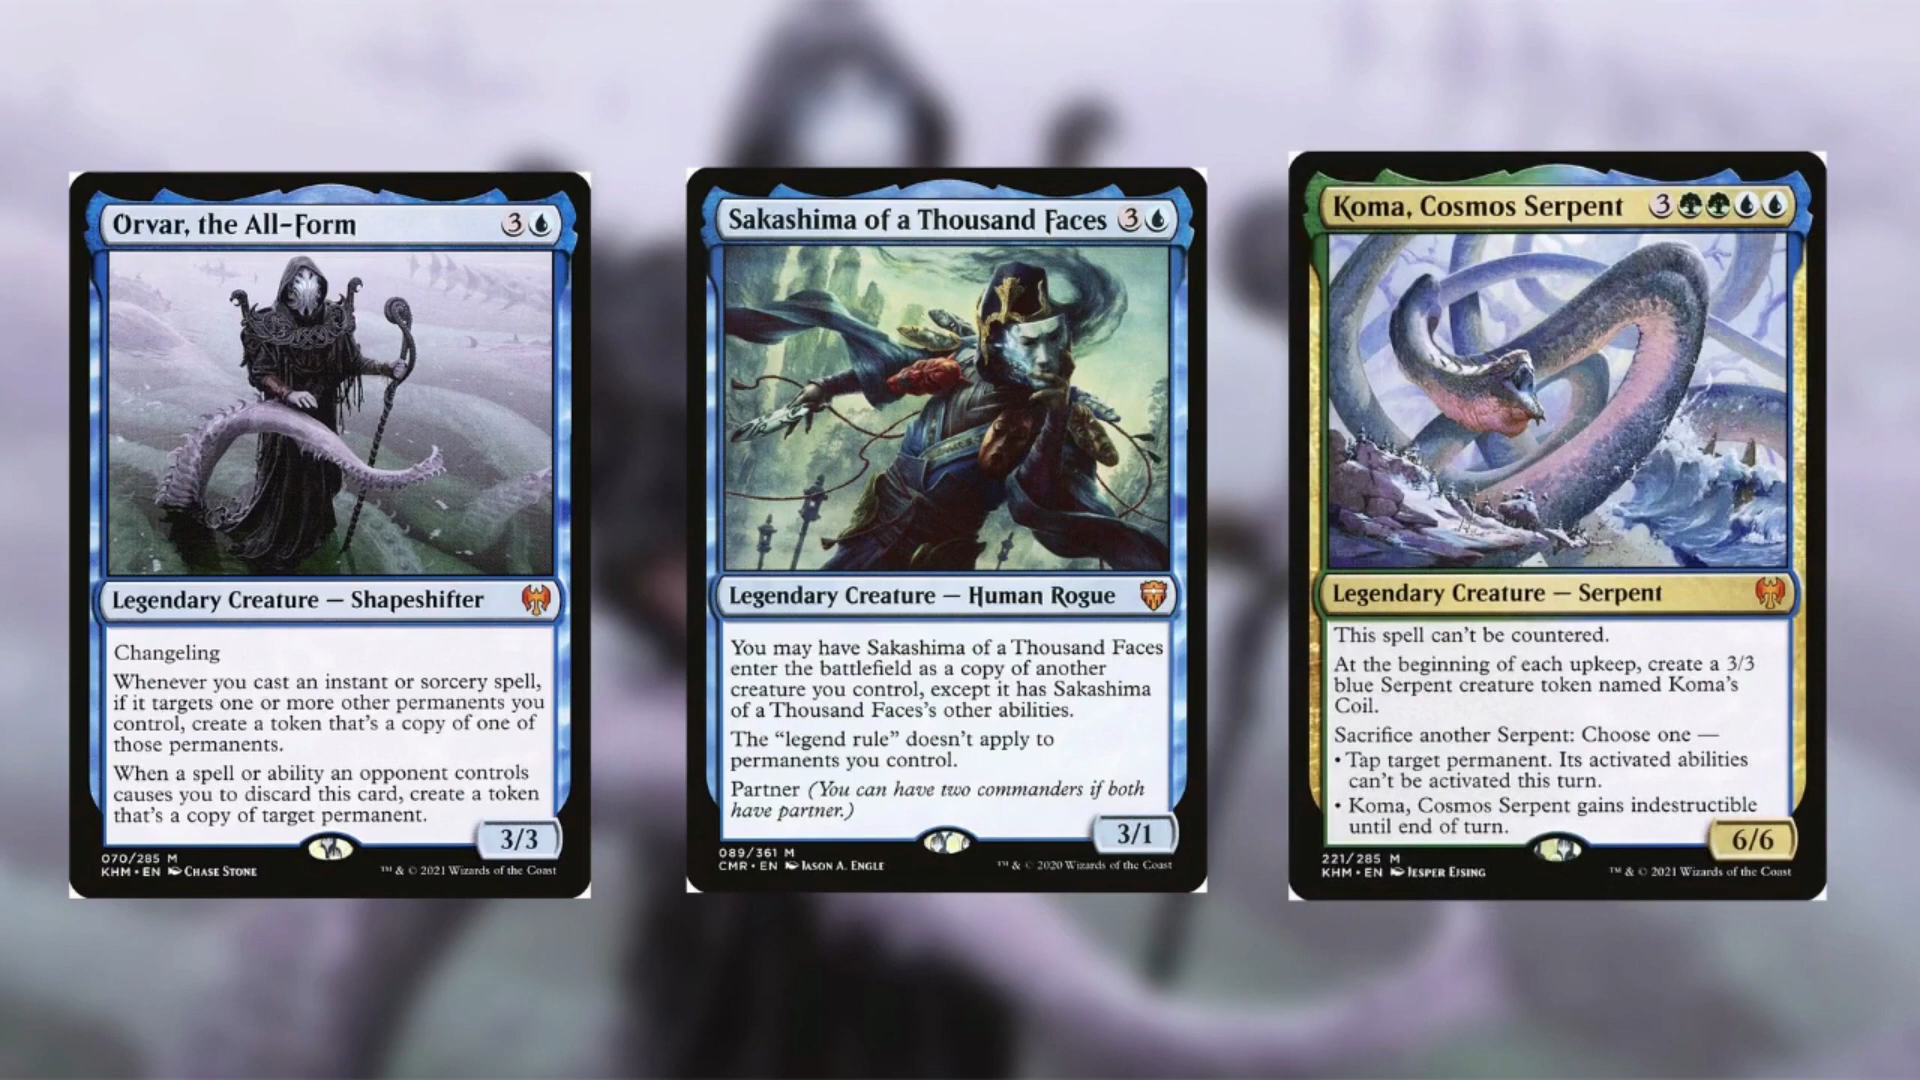 Orvar, the All-Form 3
Legendary Creature — Shapeshifter
Changeling
Whenever you cast an instant or sorcery spell,
if it targets one or more other permanents you
control, create a token that's a copy of one of
those permanents.
When a spell or ability an opponent controls
causes you to discard this card, create a token
that's a copy of target permanent.
3/3
070/285 M
KHM • EN CHASE STONE
™ & © 2021 Wizards of the Coast
Sakashima of a Thousand Faces 3
Legendary Creature — Human Rogue
You may have Sakashima of a Thousand Faces
enter the battlefield as a copy of another
creature you control, except it has Sakashima
of a Thousand Faces's other abilities.
The “legend rule” doesn't apply to
permanents you control.
Partner (You can have two commanders if both
have partner.)
3/1
089/361 M
CMR • EN JASON A. ENGLE
™ & © 2020 Wizards of the Coast
Koma, Cosmos Serpent 3
Legendary Creature — Serpent
This spell can't be countered.
At the beginning of each upkeep, create a 3/3
blue Serpent creature token named Koma's
Coil.
Sacrifice another Serpent: Choose one —
• Tap target permanent. Its activated abilities
can't be activated this turn.
• Koma, Cosmos Serpent gains indestructible
until end of turn.
6/6
221/285 M
KHM • EN JESPER EJSING
™ & © 2021 Wizards of the Coast